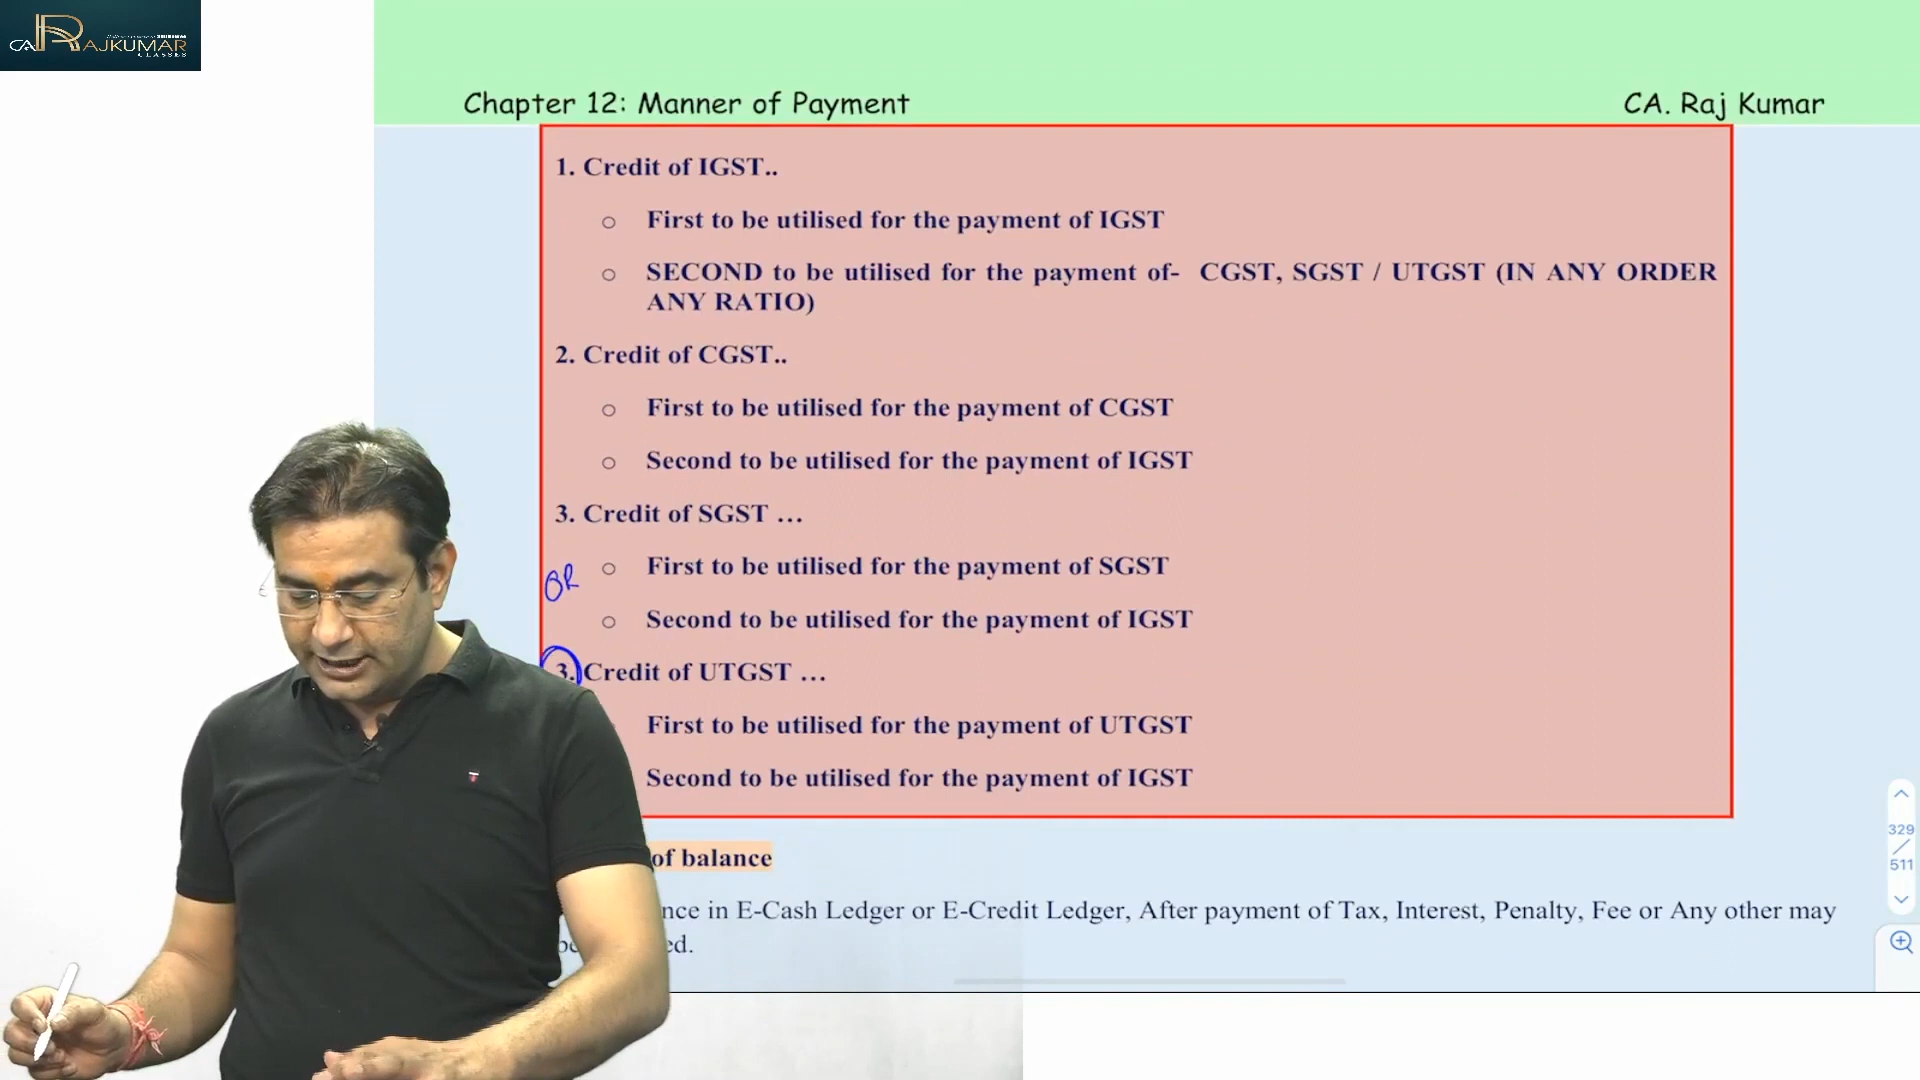 CA RAJKUMAR
CLASSES
Chapter 12: Manner of Payment
CA. Raj Kumar
1. Credit of IGST..
o First to be utilised for the payment of IGST
o SECOND to be utilised for the payment of- CGST, SGST / UTGST (IN ANY ORDER
ANY RATIO)
2. Credit of CGST..
o First to be utilised for the payment of CGST
o Second to be utilised for the payment of IGST
3. Credit of SGST ...
o First to be utilised for the payment of SGST
OR
o Second to be utilised for the payment of IGST
3. Credit of UTGST ...
First to be utilised for the payment of UTGST
Second to be utilised for the payment of IGST
of balance
nce in E-Cash Ledger or E-Credit Ledger, After payment of Tax, Interest, Penalty, Fee or Any other may
be ed.
329
/
511